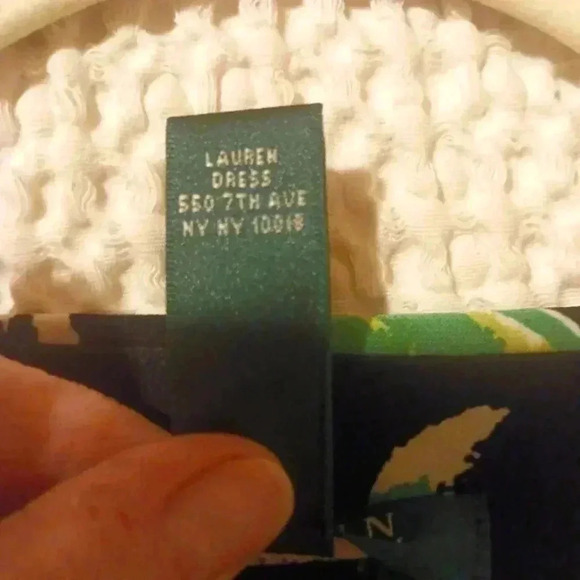 LAUREN
DRESS
550 7TH AVE
NY NY 10018
N